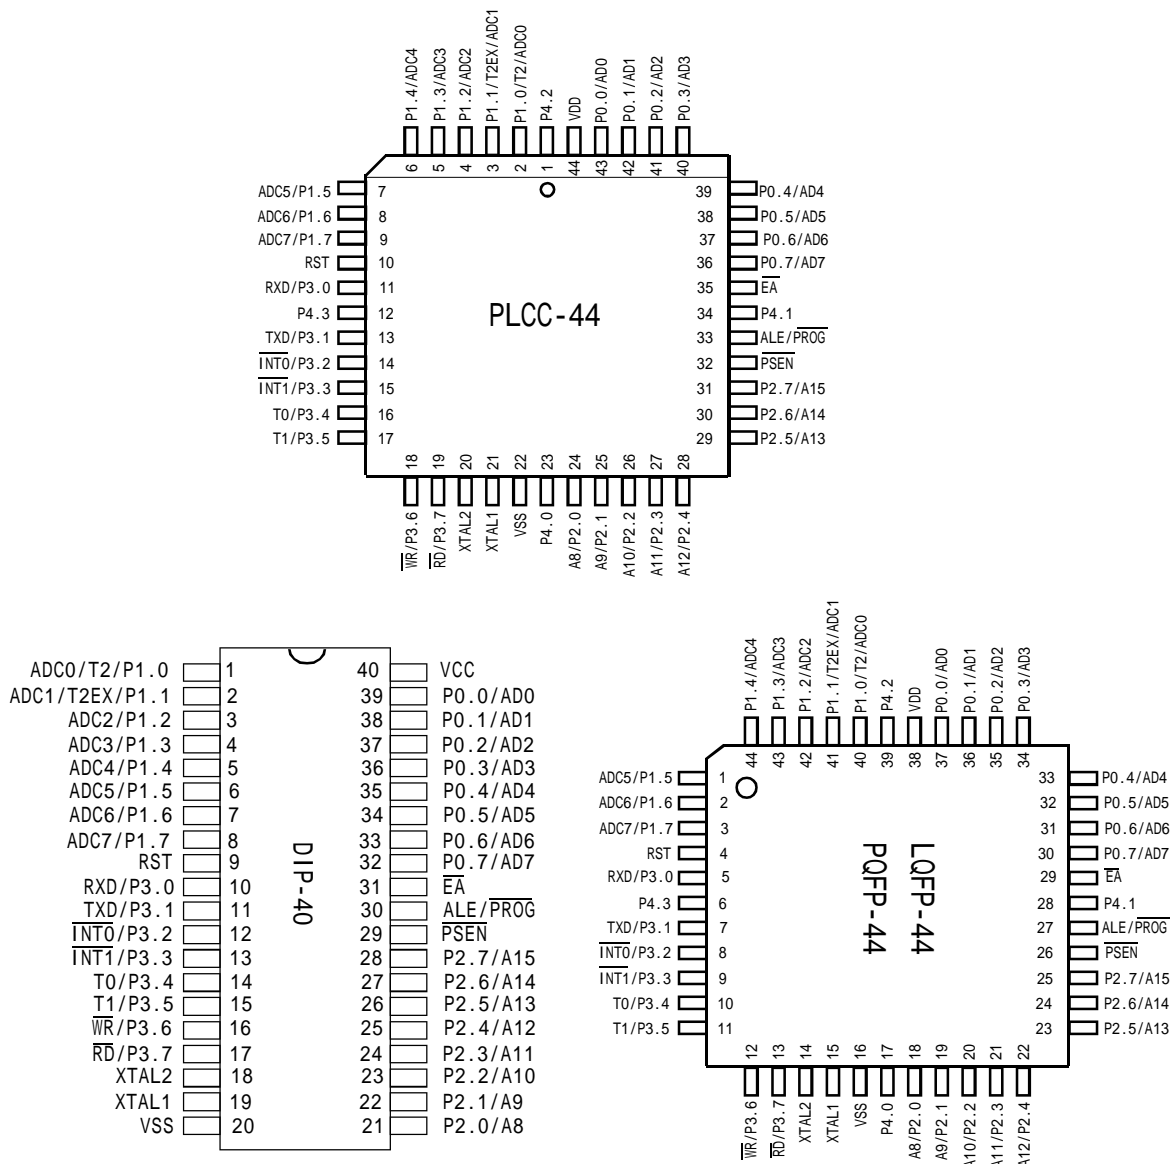 P1.4/ADC4
P1.3/ADC3
P1.2/ADC2
P1.1/T2EX/ADC1
P1.0/T2/ADC0
P4.2
VDD
P0.0/AD0
P0.1/AD1
P0.2/AD2
P0.3/AD3
6 5 4 3 2 1 44 43 42 41 40
ADC5/P1.5 7 39 P0.4/AD4
ADC6/P1.6 8 38 P0.5/AD5
ADC7/P1.7 9 37 P0.6/AD6
RST 10 36 P0.7/AD7
RXD/P3.0 11 35 EA
P4.3 12 34 P4.1
TXD/P3.1 13 33 ALE/PROG
INT0/P3.2 14 32 PSEN
INT1/P3.3 15 31 P2.7/A15
T0/P3.4 16 30 P2.6/A14
T1/P3.5 17 29 P2.5/A13
PLCC-44
18 19 20 21 22 23 24 25 26 27 28
WR/P3.6
RD/P3.7
XTAL2
XTAL1
VSS
P4.0
A8/P2.0
A9/P2.1
A10/P2.2
A11/P2.3
A12/P2.4
ADC0/T2/P1.0 1 40 VCC
ADC1/T2EX/P1.1 2 39 P0.0/AD0
ADC2/P1.2 3 38 P0.1/AD1
ADC3/P1.3 4 37 P0.2/AD2
ADC4/P1.4 5 36 P0.3/AD3
ADC5/P1.5 6 35 P0.4/AD4
ADC6/P1.6 7 34 P0.5/AD5
ADC7/P1.7 8 33 P0.6/AD6
RST 9 32 P0.7/AD7
RXD/P3.0 10 31 EA
TXD/P3.1 11 30 ALE/PROG
INT0/P3.2 12 29 PSEN
INT1/P3.3 13 28 P2.7/A15
T0/P3.4 14 27 P2.6/A14
T1/P3.5 15 26 P2.5/A13
WR/P3.6 16 25 P2.4/A12
RD/P3.7 17 24 P2.3/A11
XTAL2 18 23 P2.2/A10
XTAL1 19 22 P2.1/A9
VSS 20 21 P2.0/A8
DIP-40
P1.4/ADC4
P1.3/ADC3
P1.2/ADC2
P1.1/T2EX/ADC1
P1.0/T2/ADC0
P4.2
VDD
P0.0/AD0
P0.1/AD1
P0.2/AD2
P0.3/AD3
44 43 42 41 40 39 38 37 36 35 34
ADC5/P1.5 1 33 P0.4/AD4
ADC6/P1.6 2 32 P0.5/AD5
ADC7/P1.7 3 31 P0.6/AD6
RST 4 30 P0.7/AD7
RXD/P3.0 5 29 EA
P4.3 6 28 P4.1
TXD/P3.1 7 27 ALE/PROG
INT0/P3.2 8 26 PSEN
INT1/P3.3 9 25 P2.7/A15
T0/P3.4 10 24 P2.6/A14
T1/P3.5 11 23 P2.5/A13
LQFP-44
PQFP-44
12 13 14 15 16 17 18 19 20 21 22
WR/P3.6
RD/P3.7
XTAL2
XTAL1
VSS
P4.0
A8/P2.0
A9/P2.1
A10/P2.2
A11/P2.3
A12/P2.4